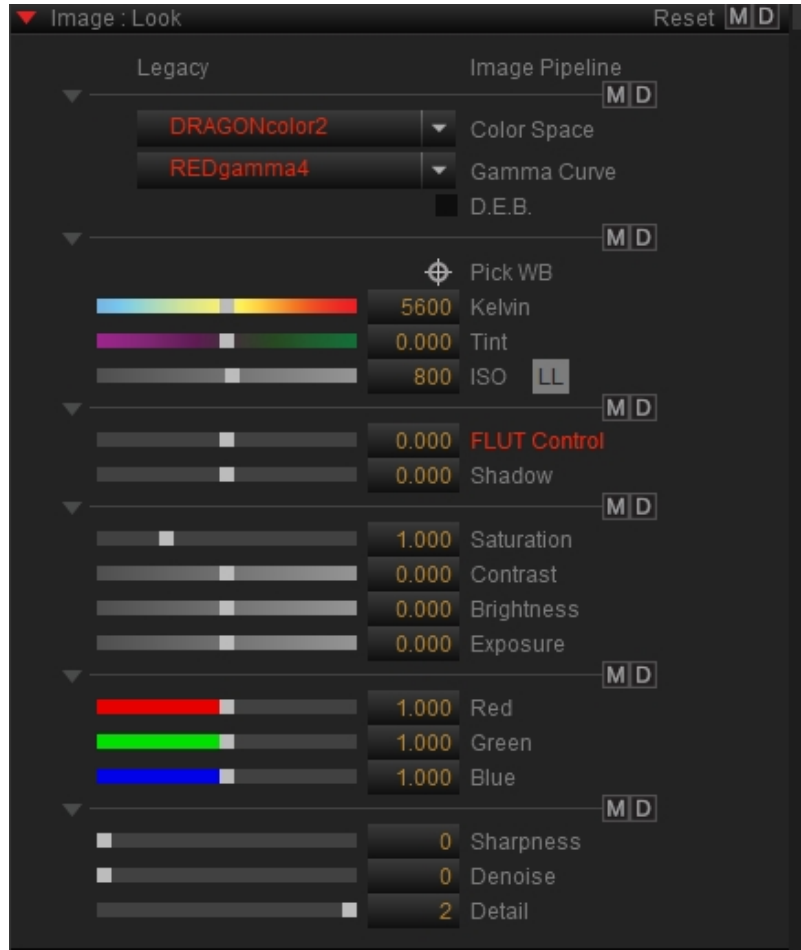 Image : Look Reset M D
Legacy Image Pipeline
M D
DRAGONcolor2 Color Space
REDgamma4 Gamma Curve
D.E.B.
M D
Pick WB
5600 Kelvin
0.000 Tint
800 ISO LL
M D
0.000 FLUT Control
0.000 Shadow
M D
1.000 Saturation
0.000 Contrast
0.000 Brightness
0.000 Exposure
M D
1.000 Red
1.000 Green
1.000 Blue
M D
0 Sharpness
0 Denoise
2 Detail